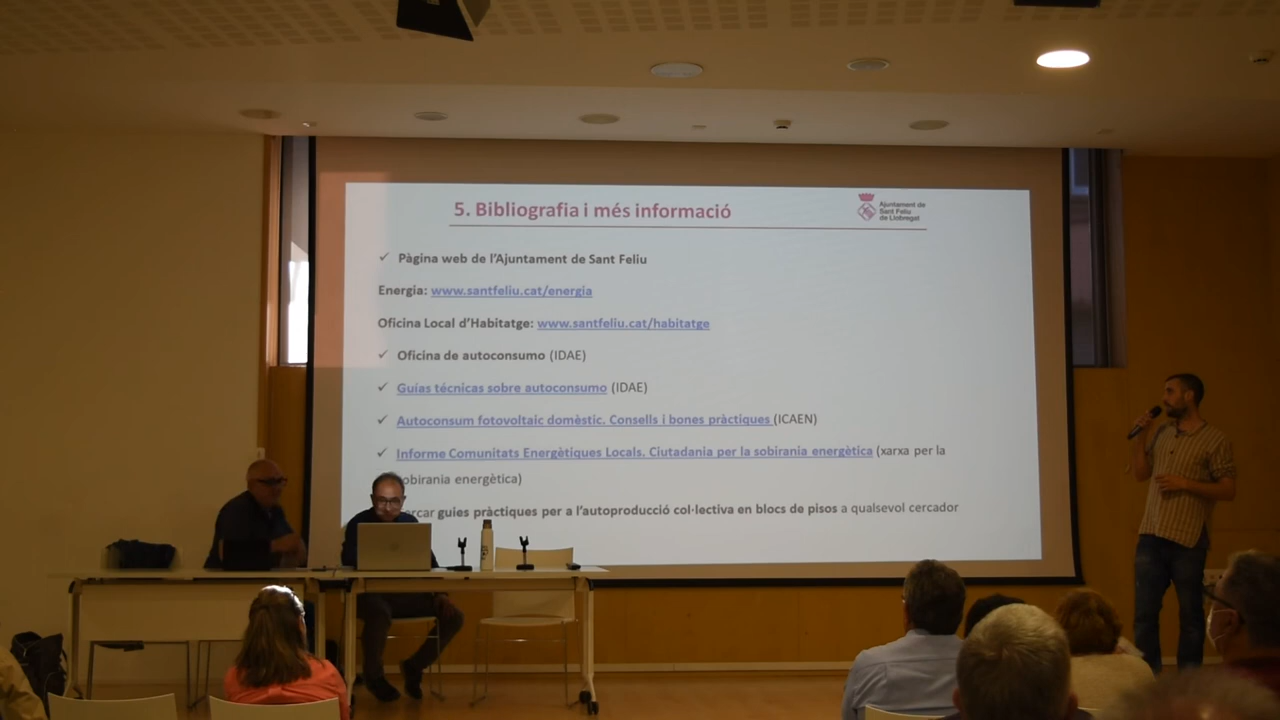 5. Bibliografia i més informació
Ajuntament de
Sant Feliu
de Llobregat
✓ Pàgina web de l'Ajuntament de Sant Feliu
Energia: www.santfeliu.cat/energia
Oficina Local d'Habitatge: www.santfeliu.cat/habitatge
✓ Oficina de autoconsumo (IDAE)
✓ Guías técnicas sobre autoconsumo (IDAE)
✓ Autoconsum fotovoltaic domèstic. Consells i bones pràctiques (ICAEN)
✓ Informe Comunitats Energètiques Locals. Ciutadania per la sobirania energètica (xarxa per la
obirania energètica)
rcar guies pràctiques per a l'autoproducció col·lectiva en blocs de pisos a qualsevol cercador